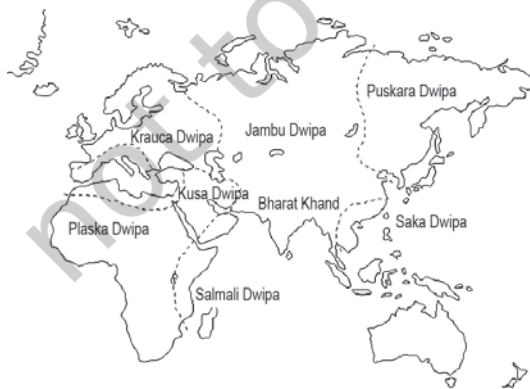 not to
Puskara Dwipa
Krauca Dwipa
Jambu Dwipa
Kusa Dwipa
Bharat Khand
Plaska Dwipa
Saka Dwipa
Salmali Dwipa